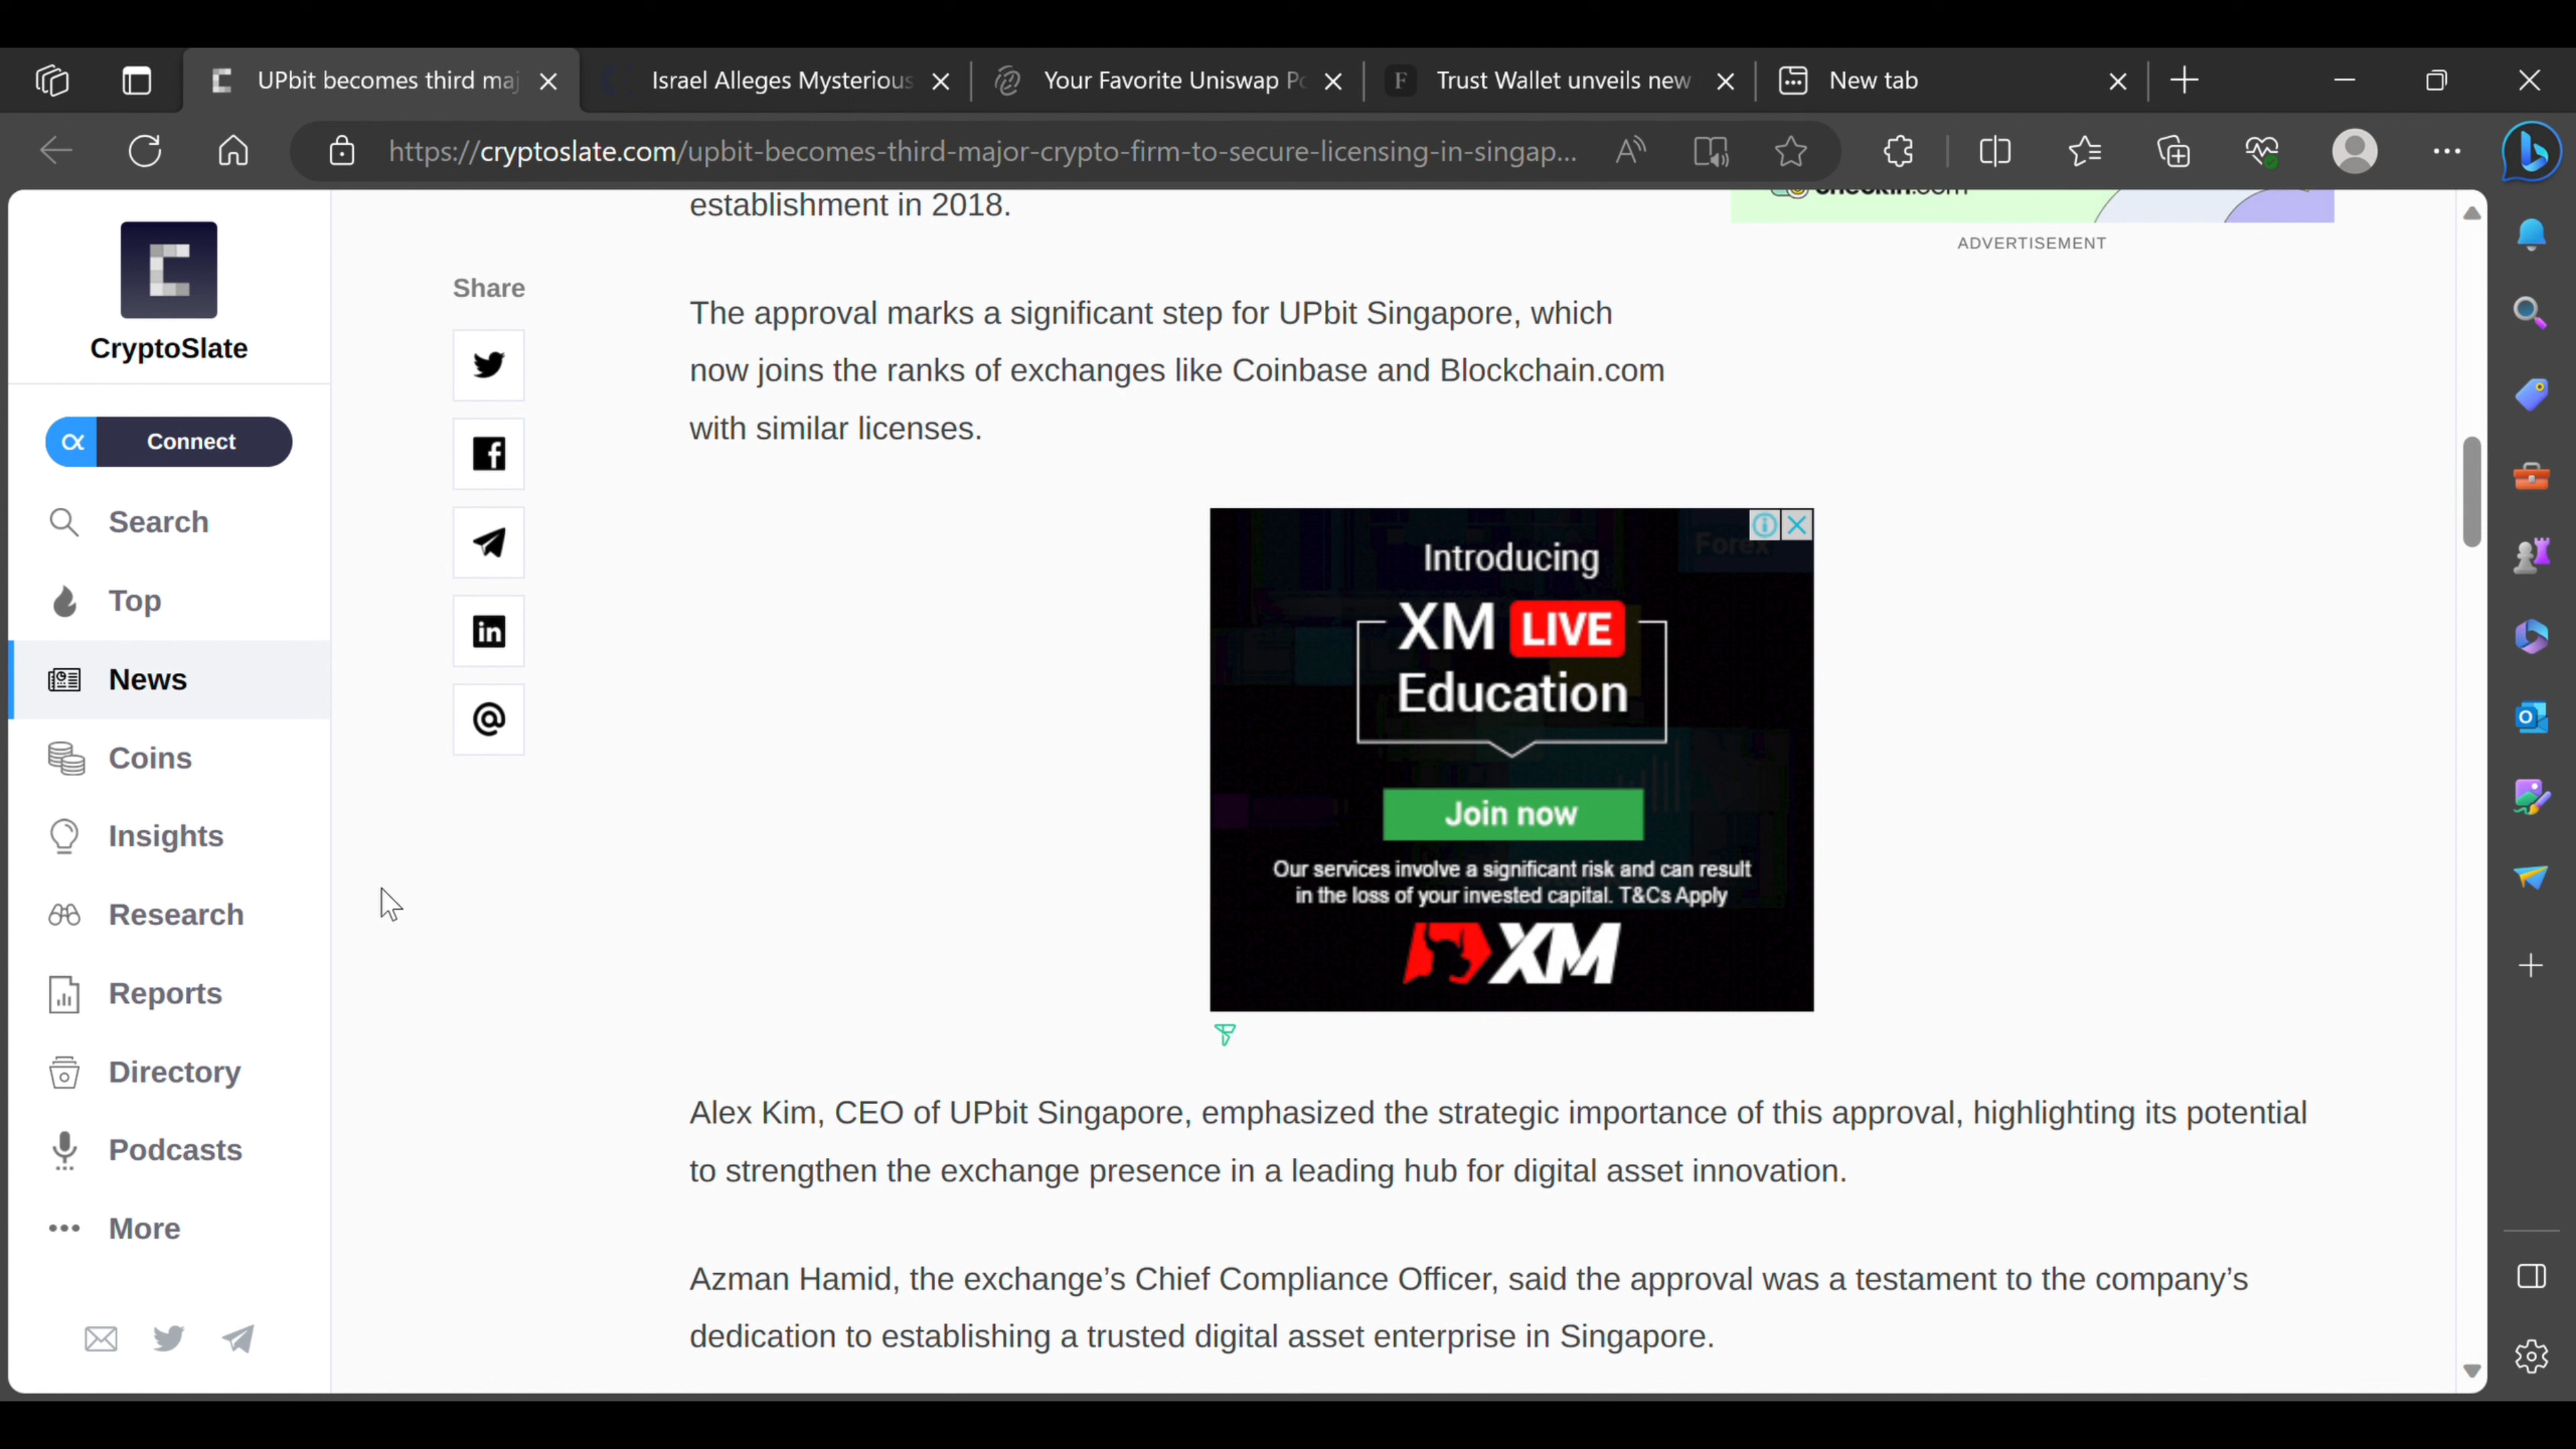 UPbit becomes third maj
Israel Alleges Mysterious
Your Favorite Uniswap Po
Trust Wallet unveils new
New tab
https://cryptoslate.com/upbit-becomes-third-major-crypto-firm-to-secure-licensing-in-singap...
CryptoSlate
Connect
Search
Top
News
Coins
Insights
Research
Reports
Directory
Podcasts
More
Share
establishment in 2018.
ADVERTISEMENT
The approval marks a significant step for UPbit Singapore, which
now joins the ranks of exchanges like Coinbase and Blockchain.com
with similar licenses.
Forex
Introducing
XM LIVE
Education
Join now
Our services involve a significant risk and can result
in the loss of your invested capital. T&Cs Apply
XM
Alex Kim, CEO of UPbit Singapore, emphasized the strategic importance of this approval, highlighting its potential
to strengthen the exchange presence in a leading hub for digital asset innovation.
Azman Hamid, the exchange's Chief Compliance Officer, said the approval was a testament to the company's
dedication to establishing a trusted digital asset enterprise in Singapore.